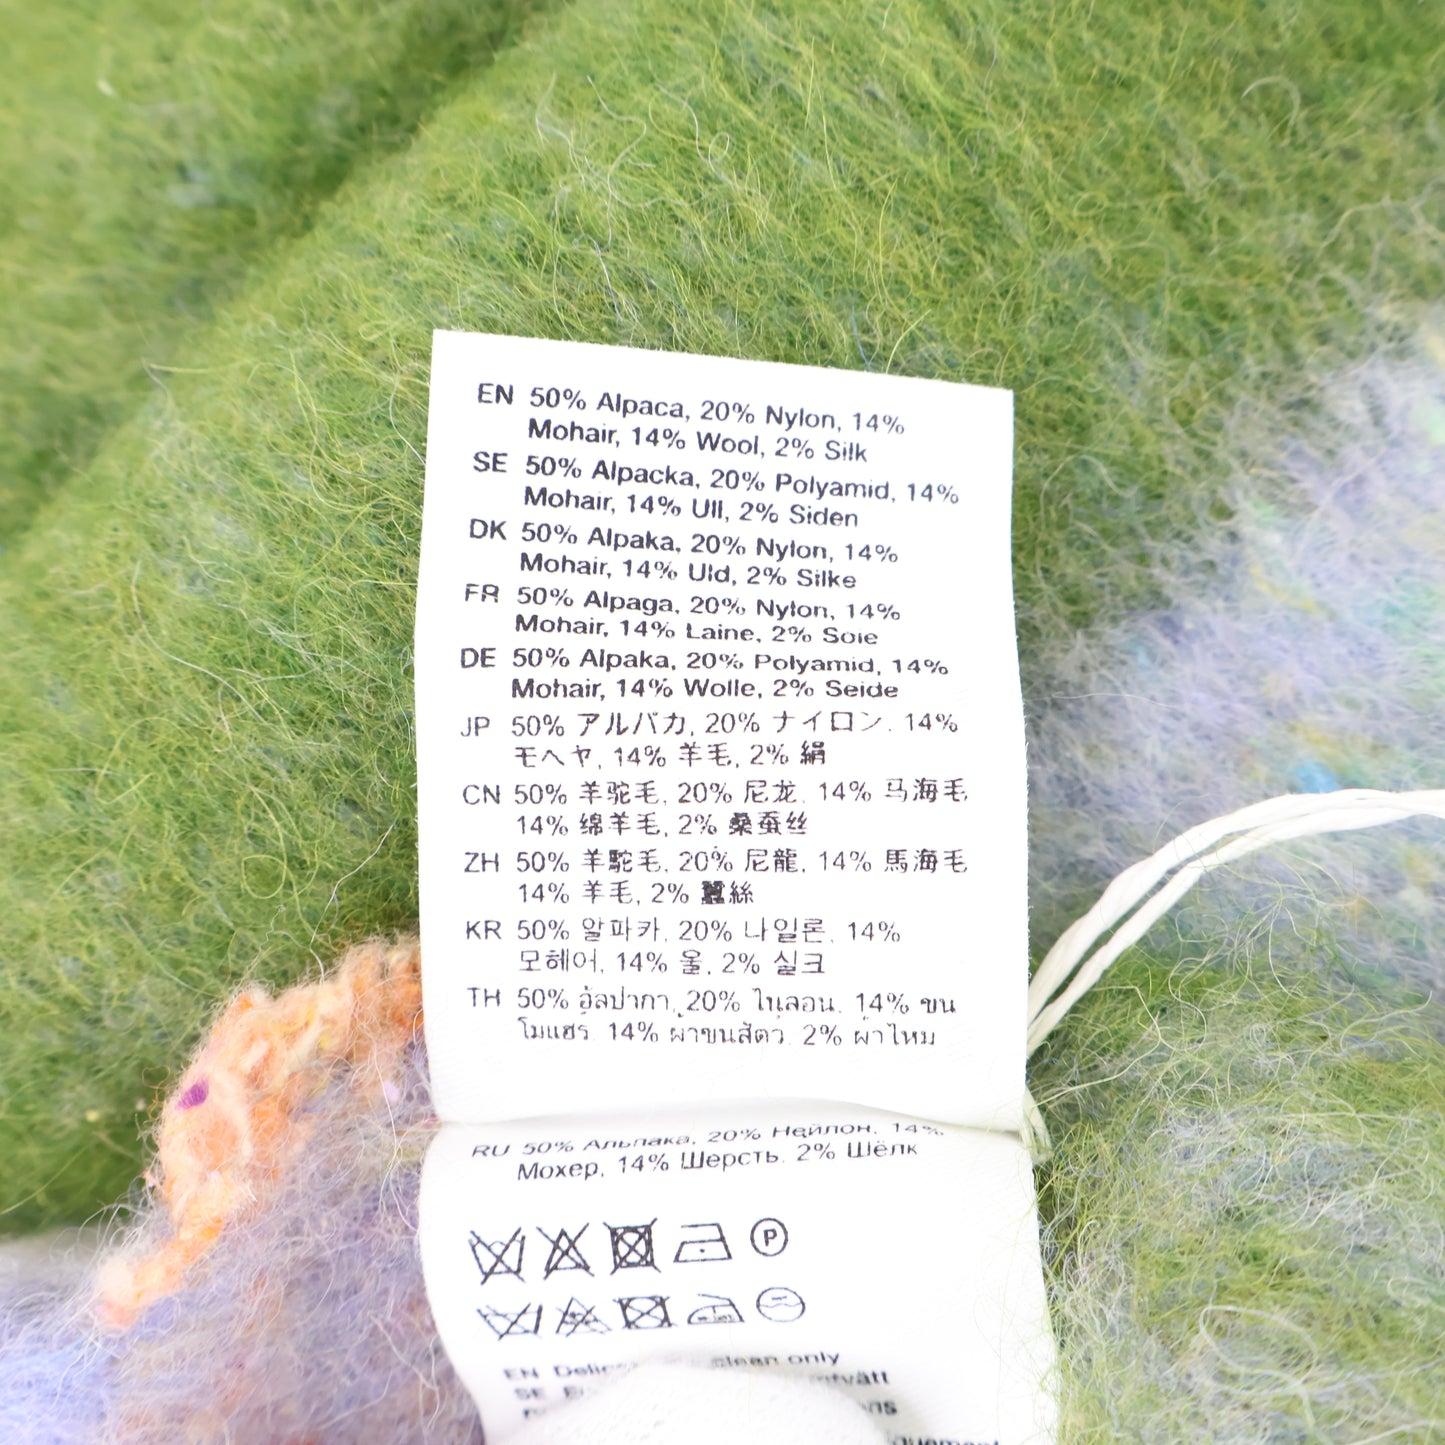 EN 50% Alpaca, 20% Nylon, 14%
Mohair, 14% Wool, 2% Silk
SE 50% Alpacka, 20% Polyamid, 14%
Mohair, 14% Ull, 2% Siden
DK 50% Alpaka, 20% Nylon, 14%
Mohair, 14% Uld, 2% Silke
FR 50% Alpaga, 20% Nylon, 14%
Mohair, 14% Laine, 2% Soie
DE 50% Alpaka, 20% Polyamid, 14%
Mohair, 14% Wolle, 2% Seide
JP 50% アルパカ, 20% ナイロン, 14%
モヘヤ, 14% 羊毛, 2% 絹
CN 50% 羊驼毛, 20% 尼龙, 14% 马海毛
14% 绵羊毛, 2% 桑蚕丝
ZH 50% 羊駝毛, 20% 尼龍, 14% 馬海毛
14% 羊毛, 2% 蠶絲
KR 50% 알파카, 20% 나일론, 14%
모헤어, 14% 울, 2% 실크
TH 50% อัลปากา, 20% ไนลอน, 14% ขน
โมแฮร์, 14% ผ้าขนสัตว์, 2% ผ้าไหม
RU 50% Альпака, 20% Нейлон, 14%
Мохер, 14% Шерсть, 2% Шёлк
P
EN clean only
SE